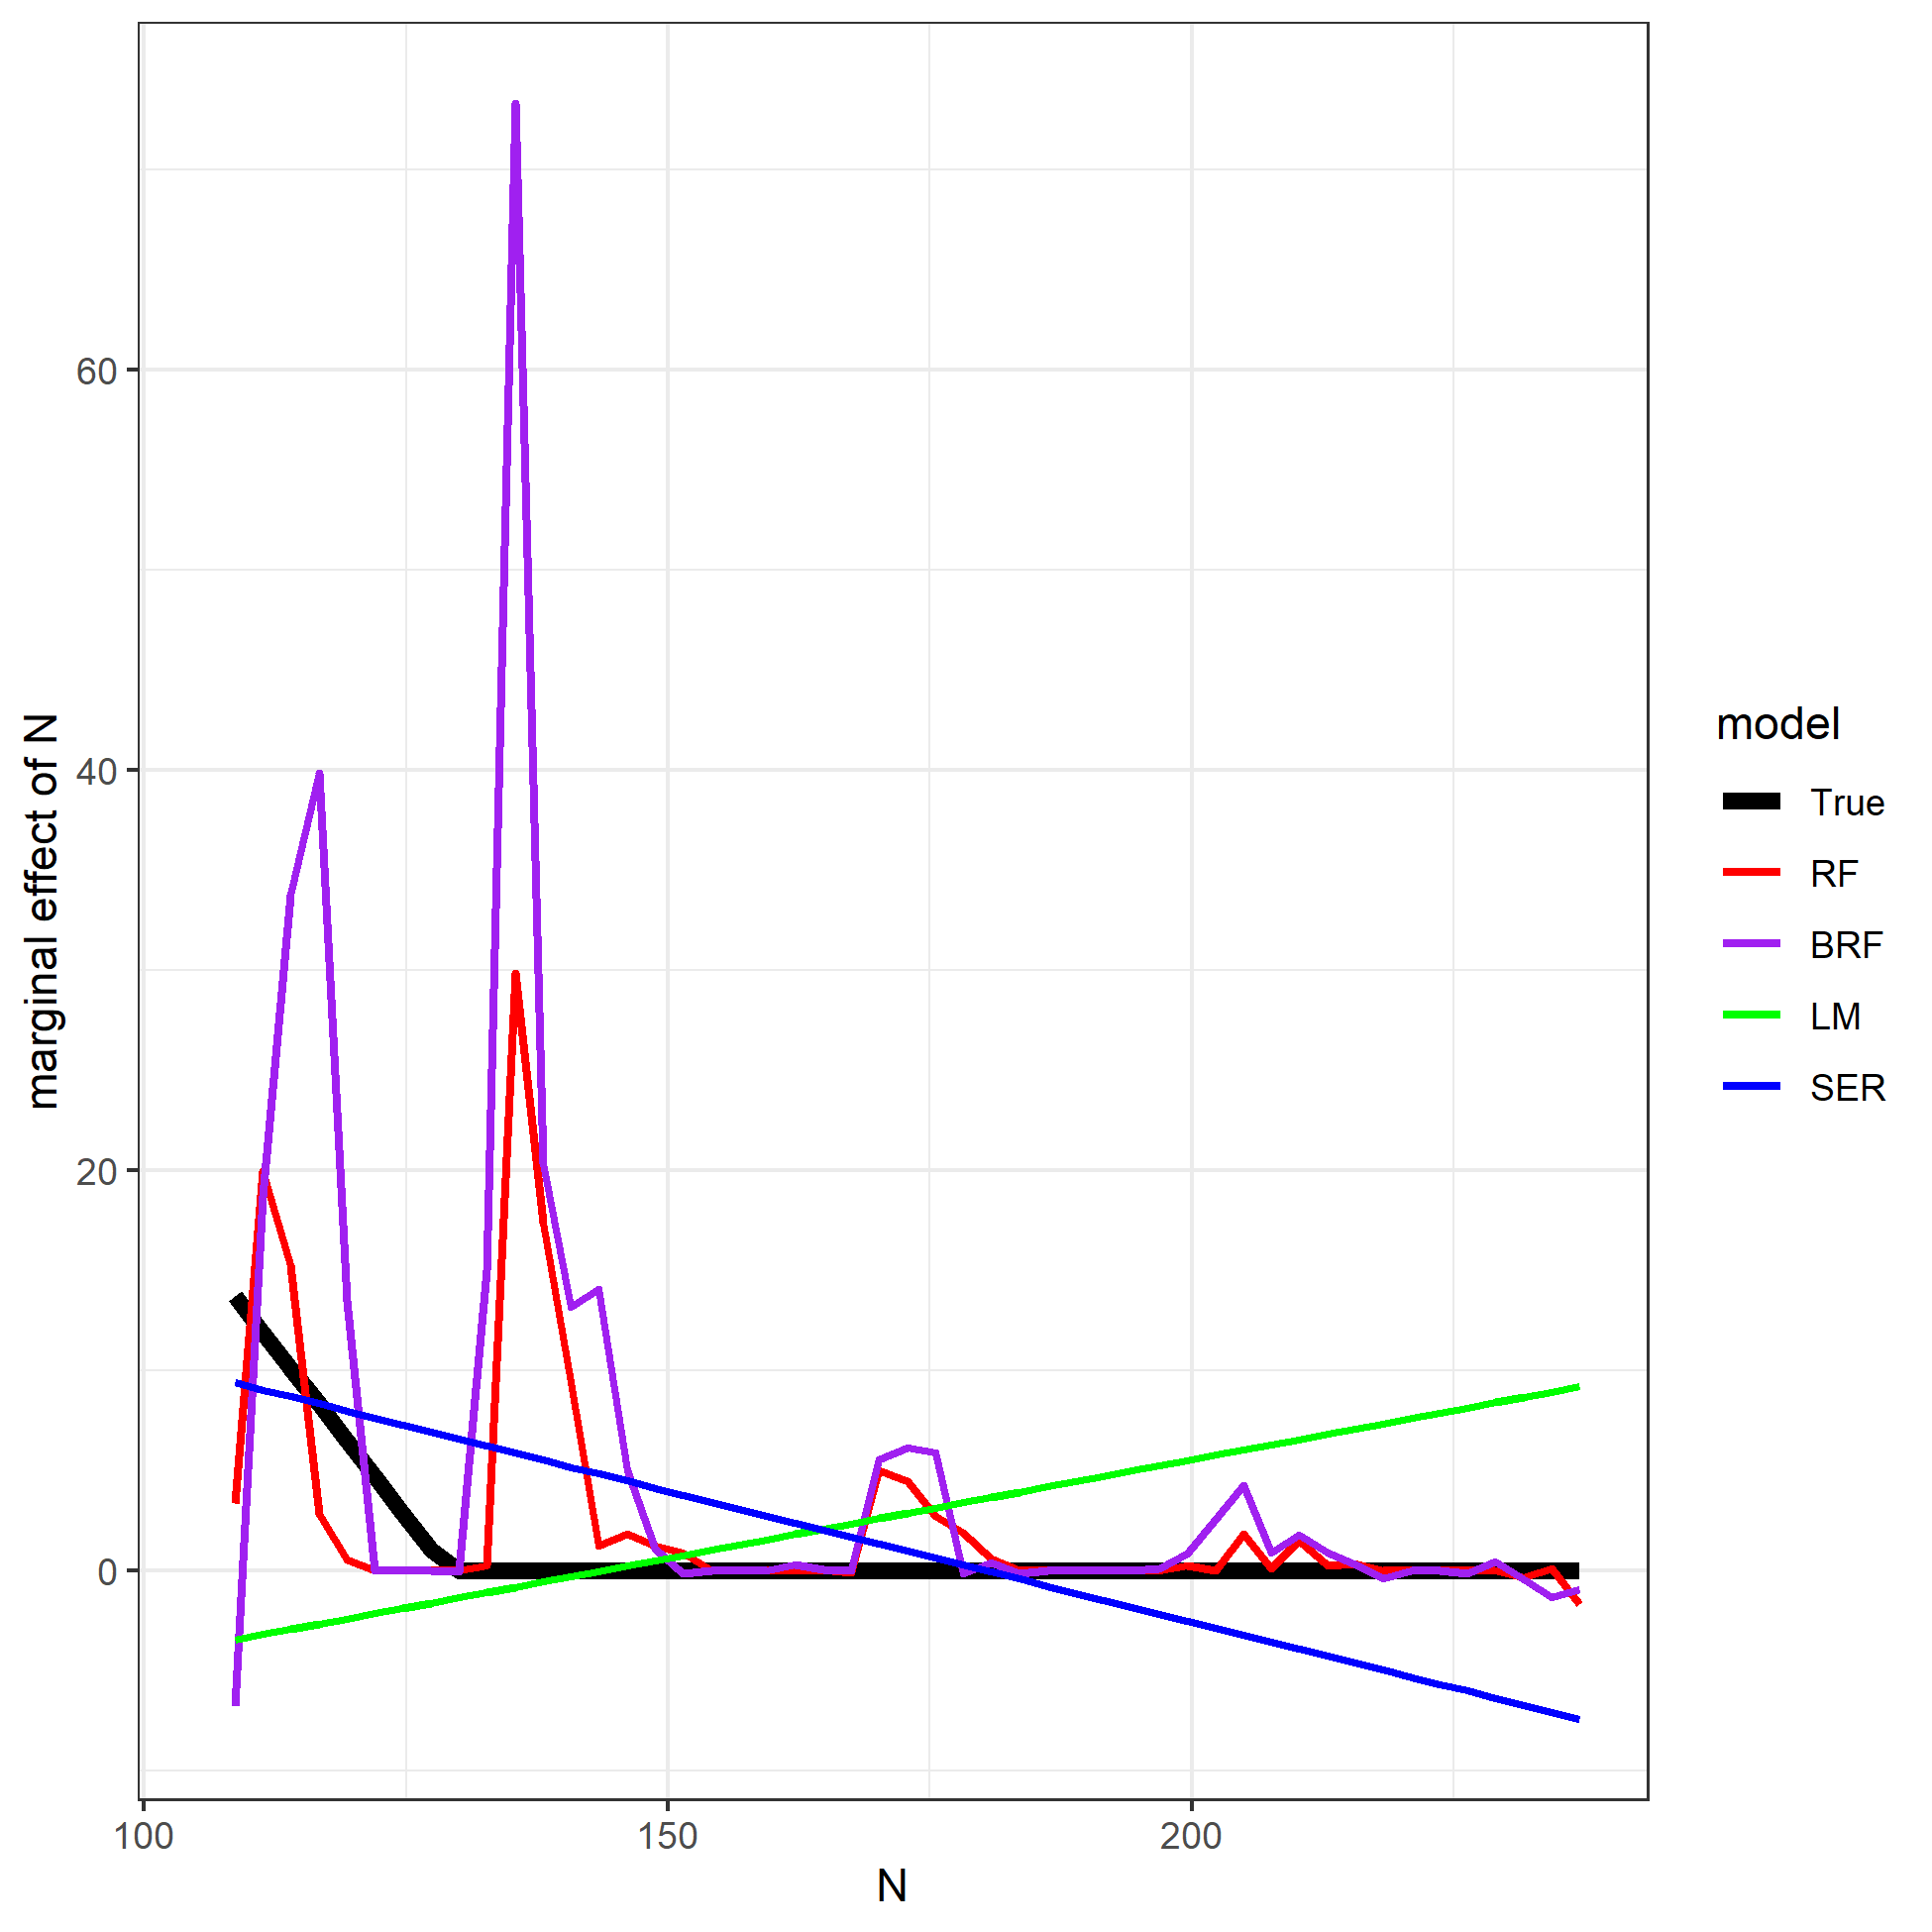 marginal effect of N
60
40
20
0
100
150
200
N
model
True
RF
BRF
LM
SER